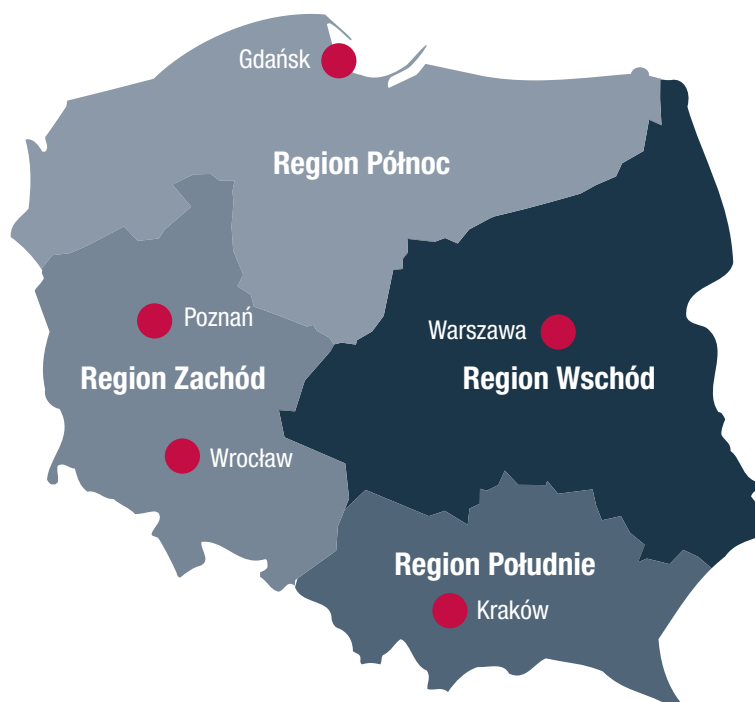 Gdańsk
Region Północ
Poznań
Warszawa
Region Zachód
Region Wschód
Wrocław
Region Południe
Kraków